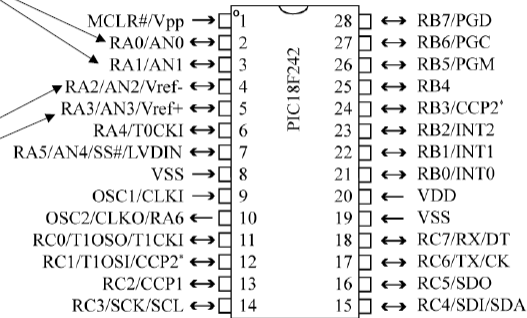 MCLR#/Vpp 1 28 RB7/PGD
RA0/AN0 2 27 RB6/PGC
RA1/AN1 3 26 RB5/PGM
RA2/AN2/Vref- 4 25 RB4
RA3/AN3/Vref+ 5 24 RB3/CCP2*
RA4/T0CKI 6 23 RB2/INT2
RA5/AN4/SS#/LVDIN 7 22 RB1/INT1
VSS 8 21 RB0/INT0
OSC1/CLKI 9 20 VDD
OSC2/CLKO/RA6 10 19 VSS
RC0/T1OSO/T1CKI 11 18 RC7/RX/DT
RC1/T1OSI/CCP2* 12 17 RC6/TX/CK
RC2/CCP1 13 16 RC5/SDO
RC3/SCK/SCL 14 15 RC4/SDI/SDA
PIC18F242